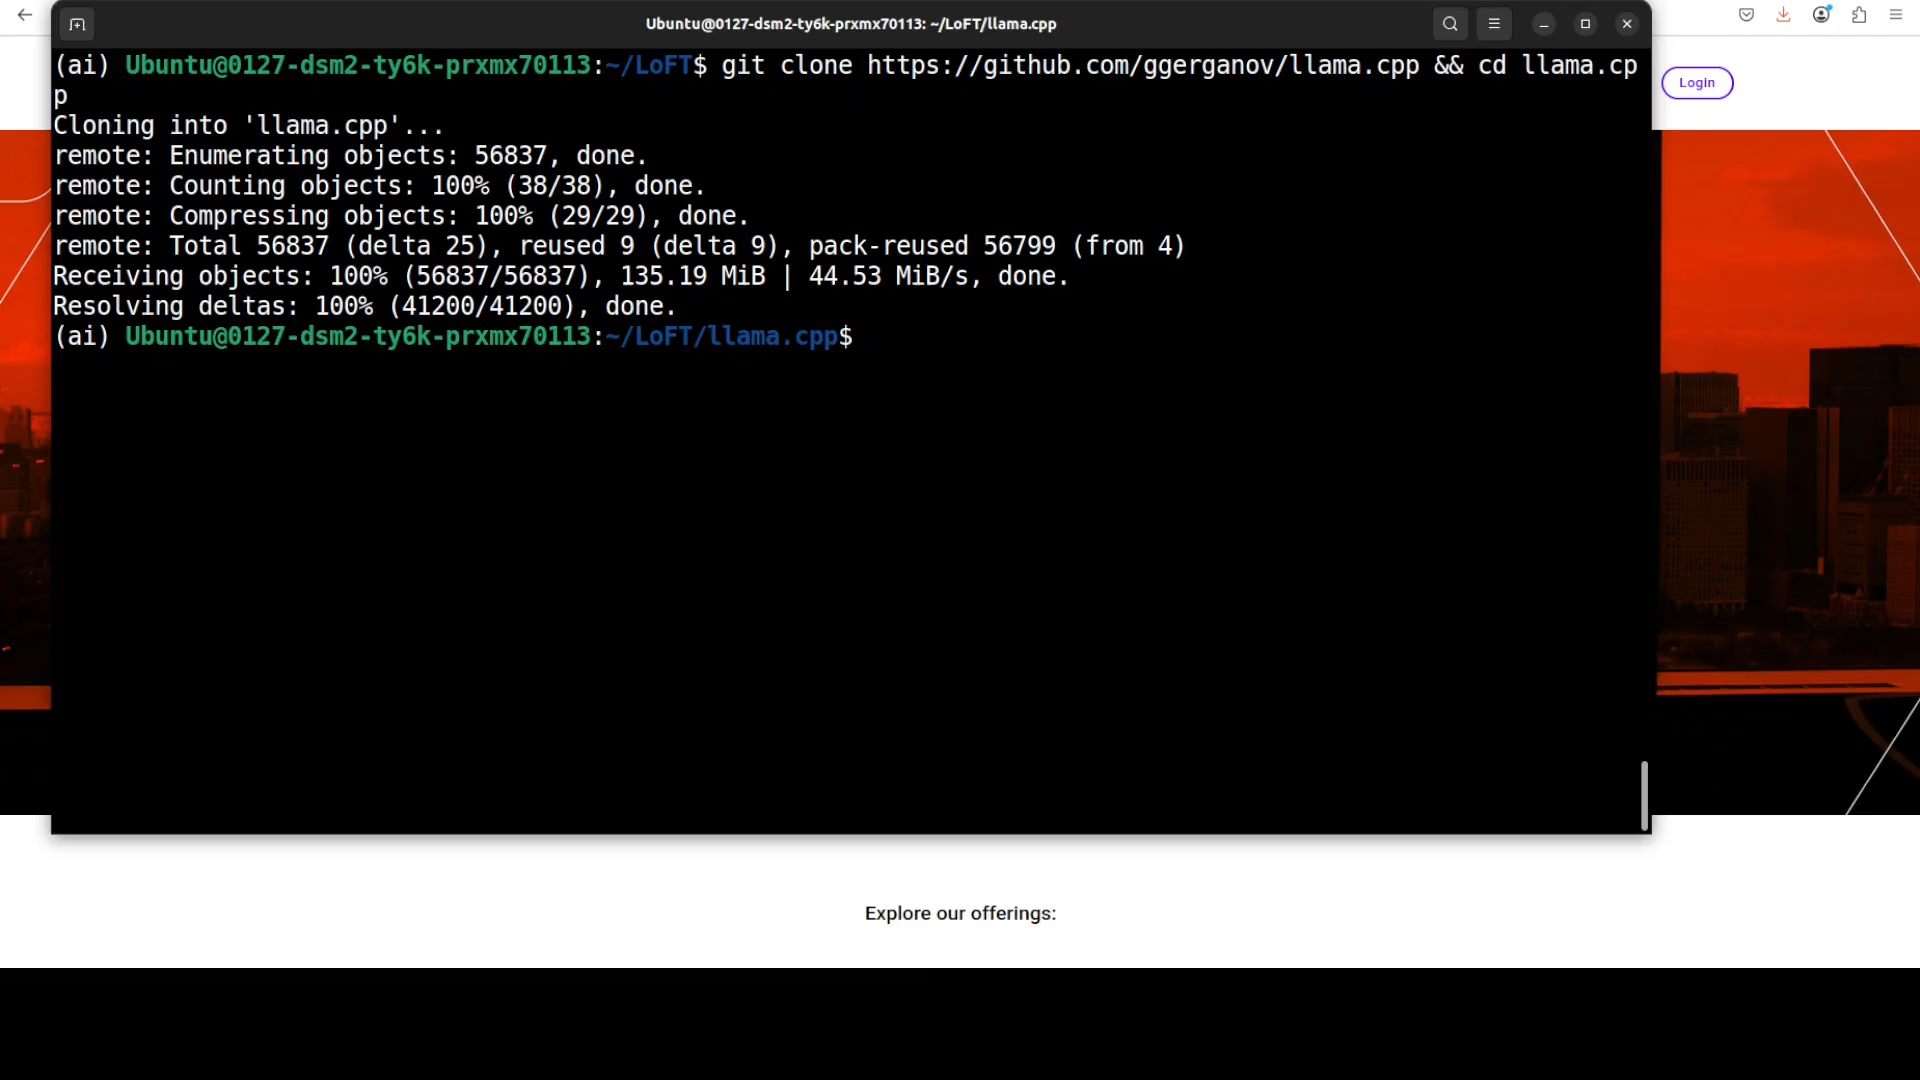 Ubuntu@0127-dsm2-ty6k-prxmx70113: ~/LoFT/llama.cpp
(ai) Ubuntu@0127-dsm2-ty6k-prxmx70113:~/LoFT$ git clone https://github.com/ggerganov/llama.cpp && cd llama.cp
p
Cloning into 'llama.cpp'...
remote: Enumerating objects: 56837, done.
remote: Counting objects: 100% (38/38), done.
remote: Compressing objects: 100% (29/29), done.
remote: Total 56837 (delta 25), reused 9 (delta 9), pack-reused 56799 (from 4)
Receiving objects: 100% (56837/56837), 135.19 MiB | 44.53 MiB/s, done.
Resolving deltas: 100% (41200/41200), done.
(ai) Ubuntu@0127-dsm2-ty6k-prxmx70113:~/LoFT/llama.cpp$
Login
Explore our offerings: